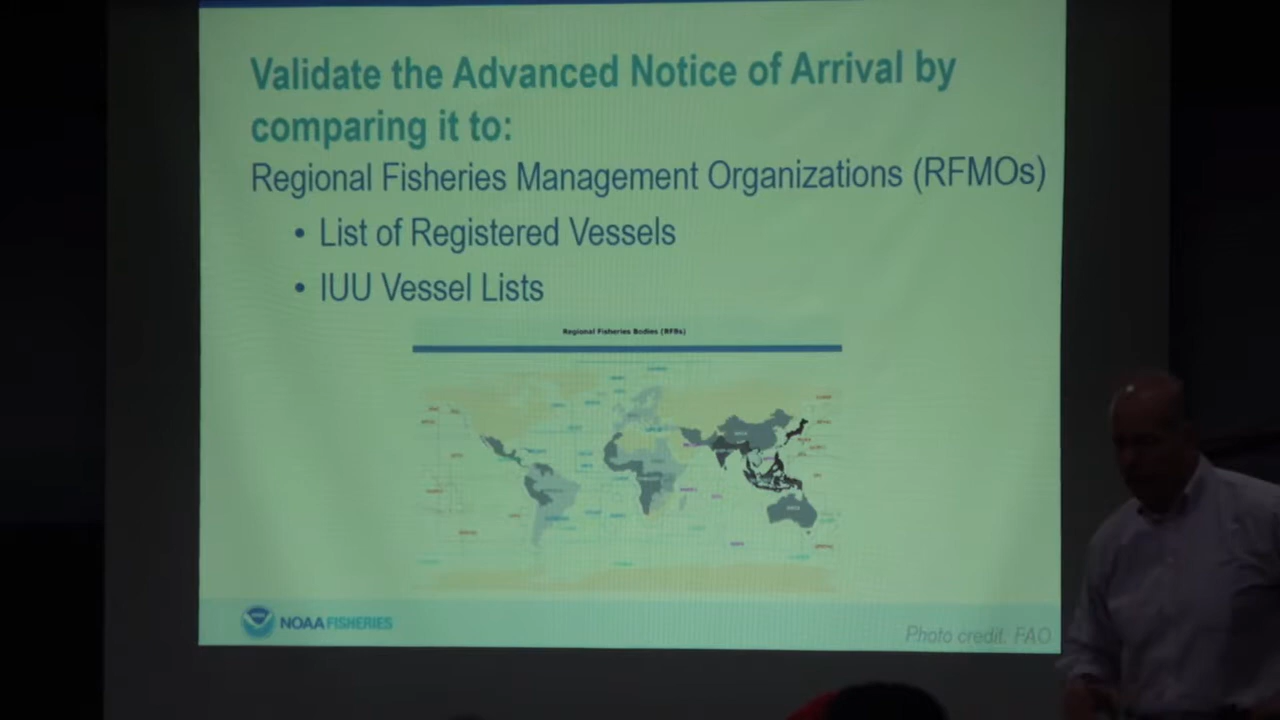 Validate the Advanced Notice of Arrival by
comparing it to:
Regional Fisheries Management Organizations (RFMOs)
• List of Registered Vessels
• IUU Vessel Lists
Regional Fisheries Bodies (RFBs)
NOAA FISHERIES
Photo credit: FAO